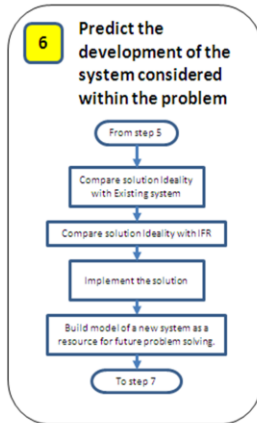 6
Predict the
development of the
system considered
within the problem
From step 5
Compare solution Ideality
with Existing system
Compare solution Ideality with IFR
Implement the solution
Build model of a new system as a
resource for future problem solving.
To step 7